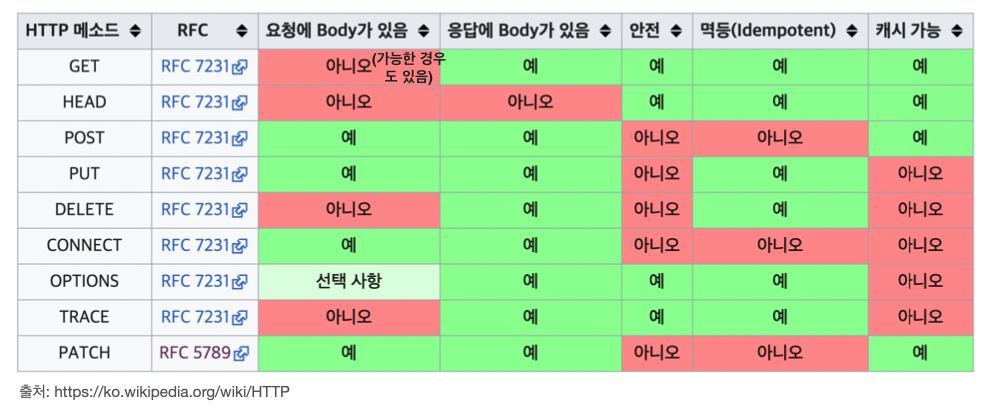 HTTP 메소드 RFC 요청에 Body가 있음 응답에 Body가 있음 안전 멱등(Idempotent) 캐시 가능
GET RFC 7231 아니오(가능한 경우도 있음) 예 예 예 예
HEAD RFC 7231 아니오 아니오 예 예 예
POST RFC 7231 예 예 아니오 아니오 예
PUT RFC 7231 예 예 아니오 예 아니오
DELETE RFC 7231 아니오 예 아니오 예 아니오
CONNECT RFC 7231 예 예 아니오 아니오 아니오
OPTIONS RFC 7231 선택 사항 예 예 예 아니오
TRACE RFC 7231 아니오 예 예 예 아니오
PATCH RFC 5789 예 예 아니오 아니오 예
출처: https://ko.wikipedia.org/wiki/HTTP